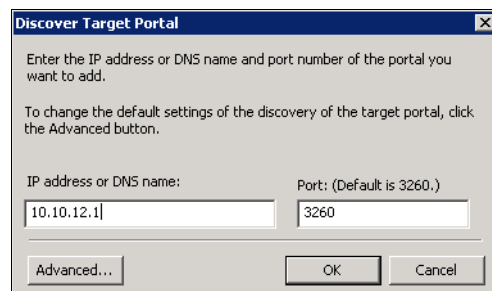 Discover Target Portal
Enter the IP address or DNS name and port number of the portal you
want to add.
To change the default settings of the discovery of the target portal, click
the Advanced button.
IP address or DNS name:
Port: (Default is 3260.)
10.10.12.1
3260
Advanced...
OK
Cancel